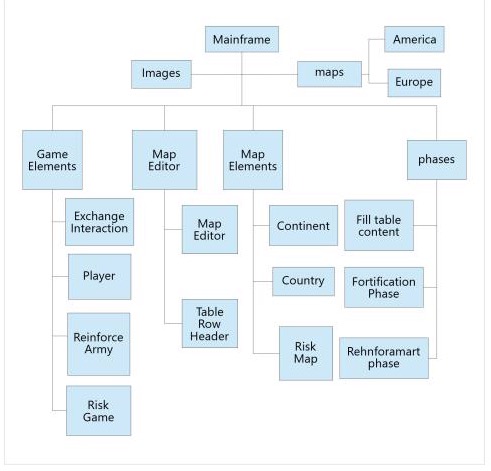 Mainframe
America
Images
maps
Europe
Game
Elements
Map
Editor
Map
Elements
phases
Exchange
Interaction
Map
Editor
Continent
Fill table
content
Player
Country
Fortification
Phase
Reinforce
Army
Table
Row
Header
Risk
Map
Rehnforamart
phase
Risk
Game